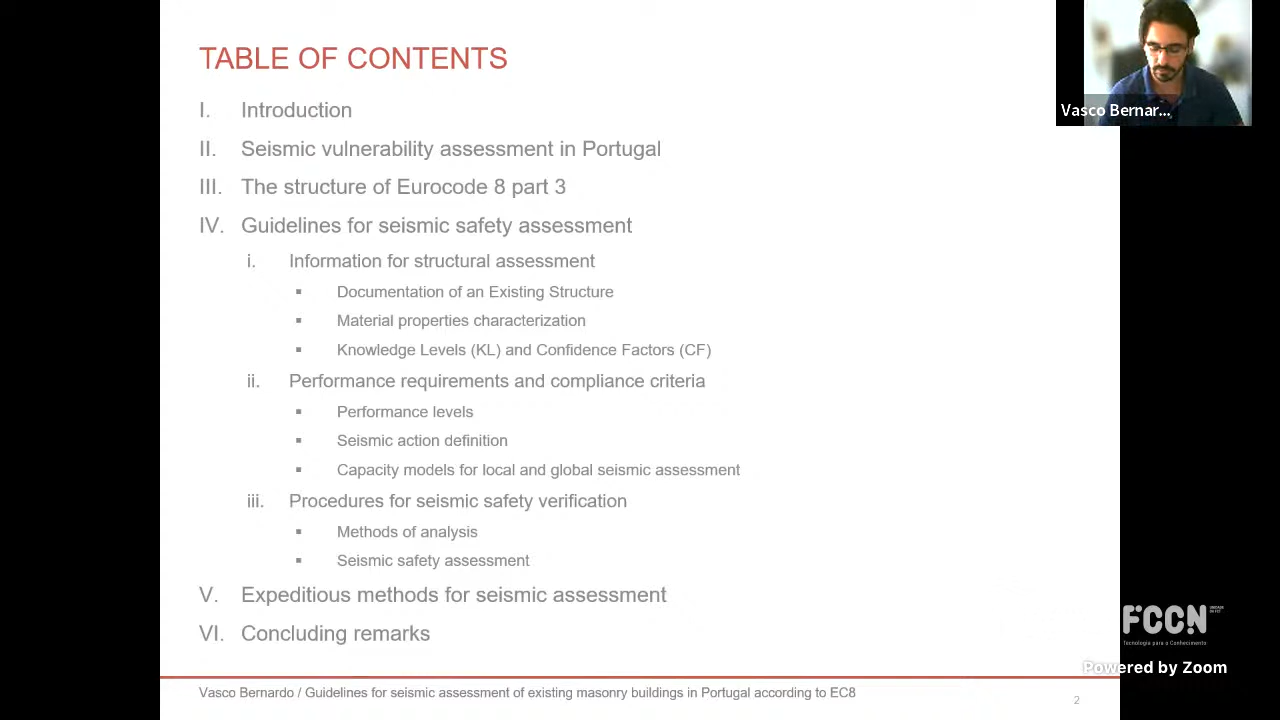 TABLE OF CONTENTS
I. Introduction
II. Seismic vulnerability assessment in Portugal
III. The structure of Eurocode 8 part 3
IV. Guidelines for seismic safety assessment
i. Information for structural assessment
▪ Documentation of an Existing Structure
▪ Material properties characterization
▪ Knowledge Levels (KL) and Confidence Factors (CF)
ii. Performance requirements and compliance criteria
▪ Performance levels
▪ Seismic action definition
▪ Capacity models for local and global seismic assessment
iii. Procedures for seismic safety verification
▪ Methods of analysis
▪ Seismic safety assessment
V. Expeditious methods for seismic assessment
VI. Concluding remarks
Vasco Bernardo / Guidelines for seismic assessment of existing masonry buildings in Portugal according to EC8
2
Vasco Bernar...
FCCN
Tecnologia para o Conhecimento
Powered by Zoom